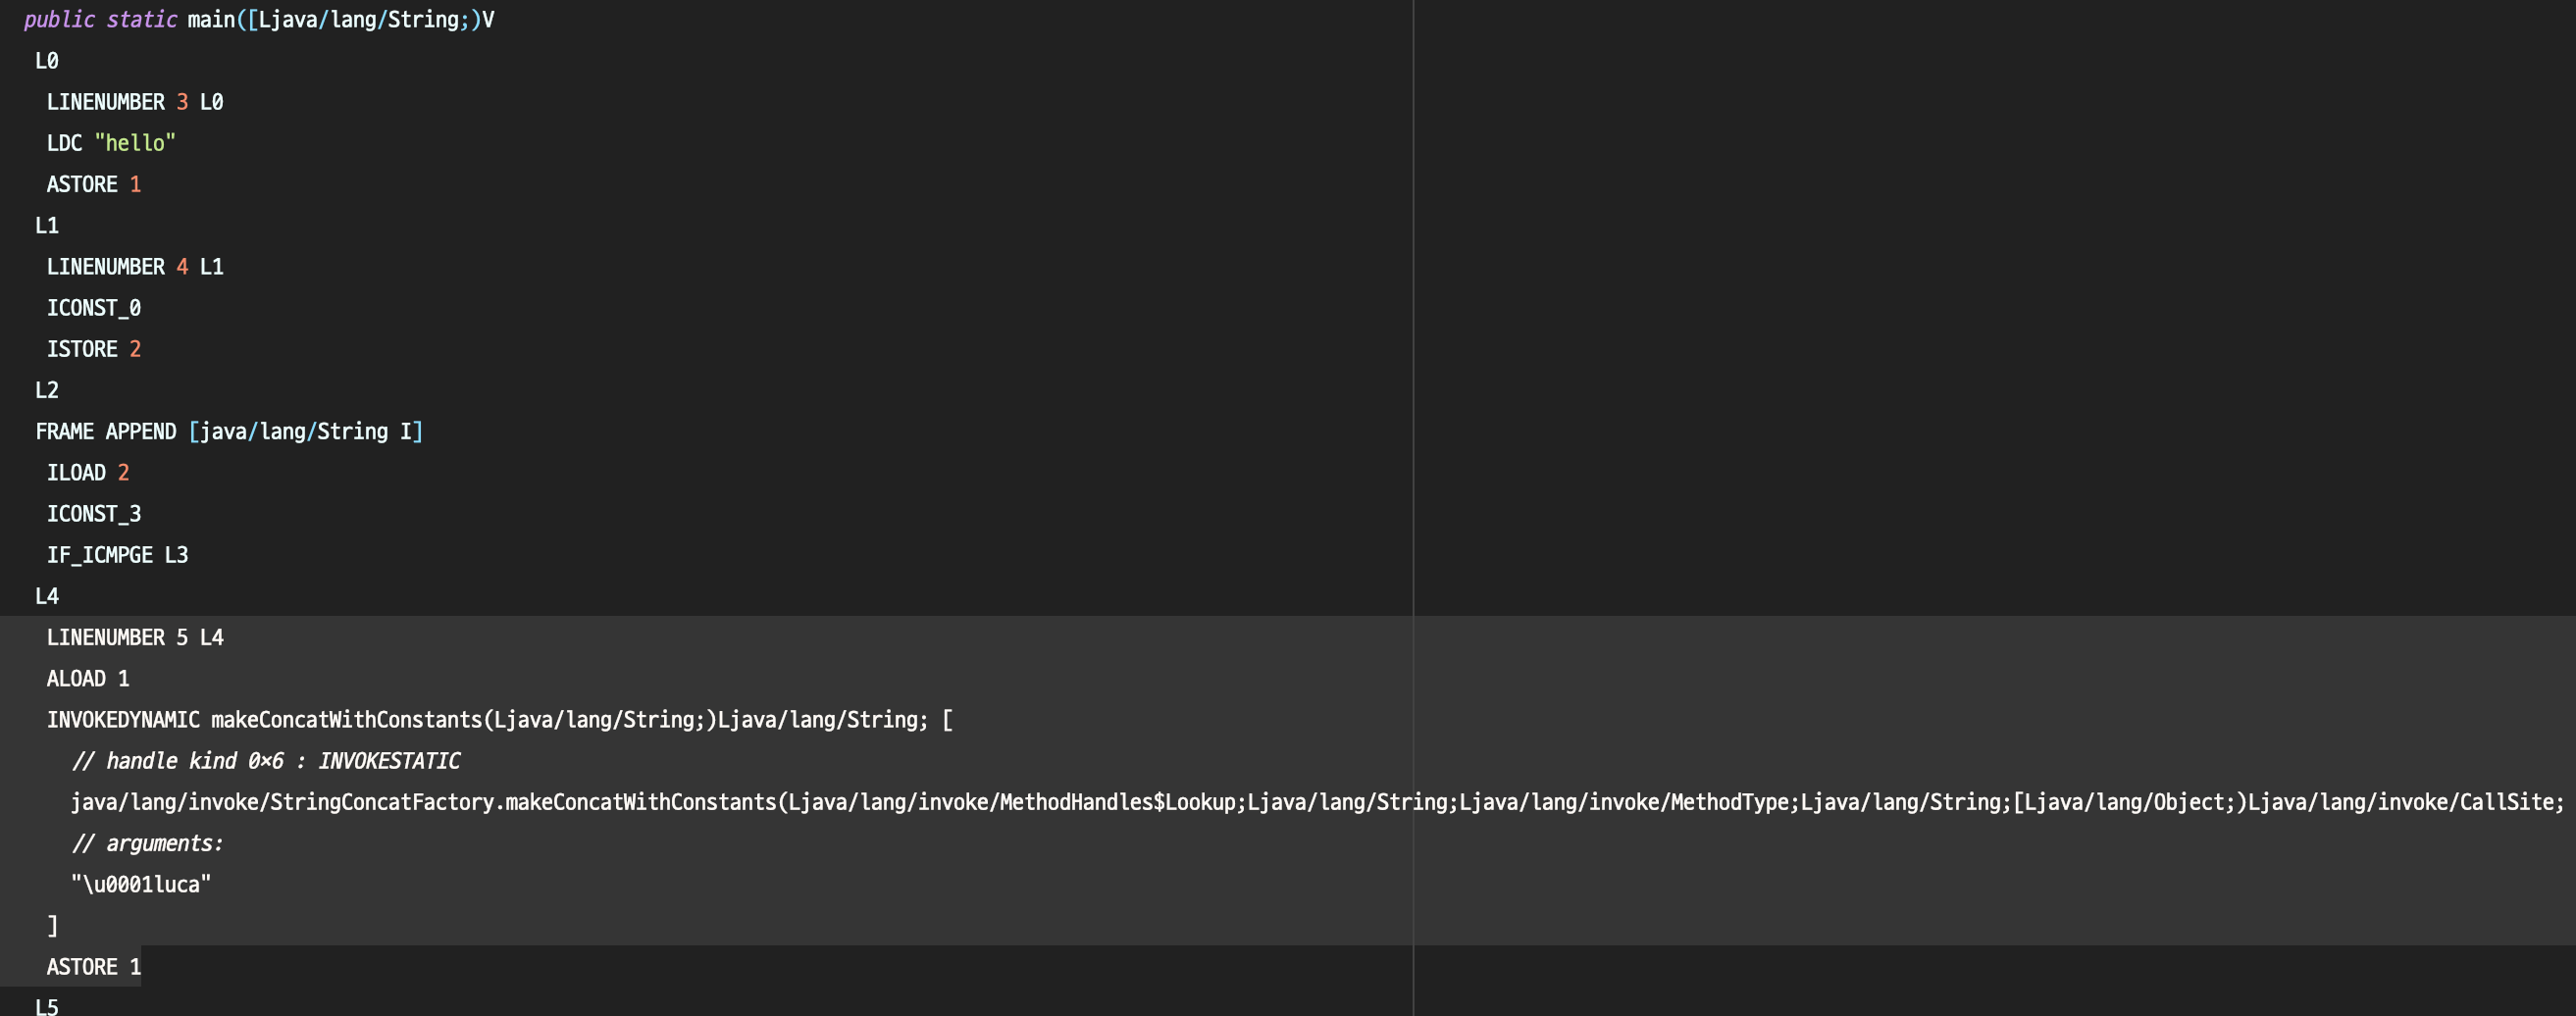 public static main([Ljava/lang/String;)V
L0
LINENUMBER 3 L0
LDC "hello"
ASTORE 1
L1
LINENUMBER 4 L1
ICONST_0
ISTORE 2
L2
FRAME APPEND [java/lang/String I]
ILOAD 2
ICONST_3
IF_ICMPGE L3
L4
LINENUMBER 5 L4
ALOAD 1
INVOKEDYNAMIC makeConcatWithConstants(Ljava/lang/String;)Ljava/lang/String; [
// handle kind 0×6 : INVOKESTATIC
java/lang/invoke/StringConcatFactory.makeConcatWithConstants(Ljava/lang/invoke/MethodHandles$Lookup;Ljava/lang/String;Ljava/lang/invoke/MethodType;Ljava/lang/String;[Ljava/lang/Object;)Ljava/lang/invoke/CallSite;
// arguments:
"\u0001luca"
]
ASTORE 1
L5